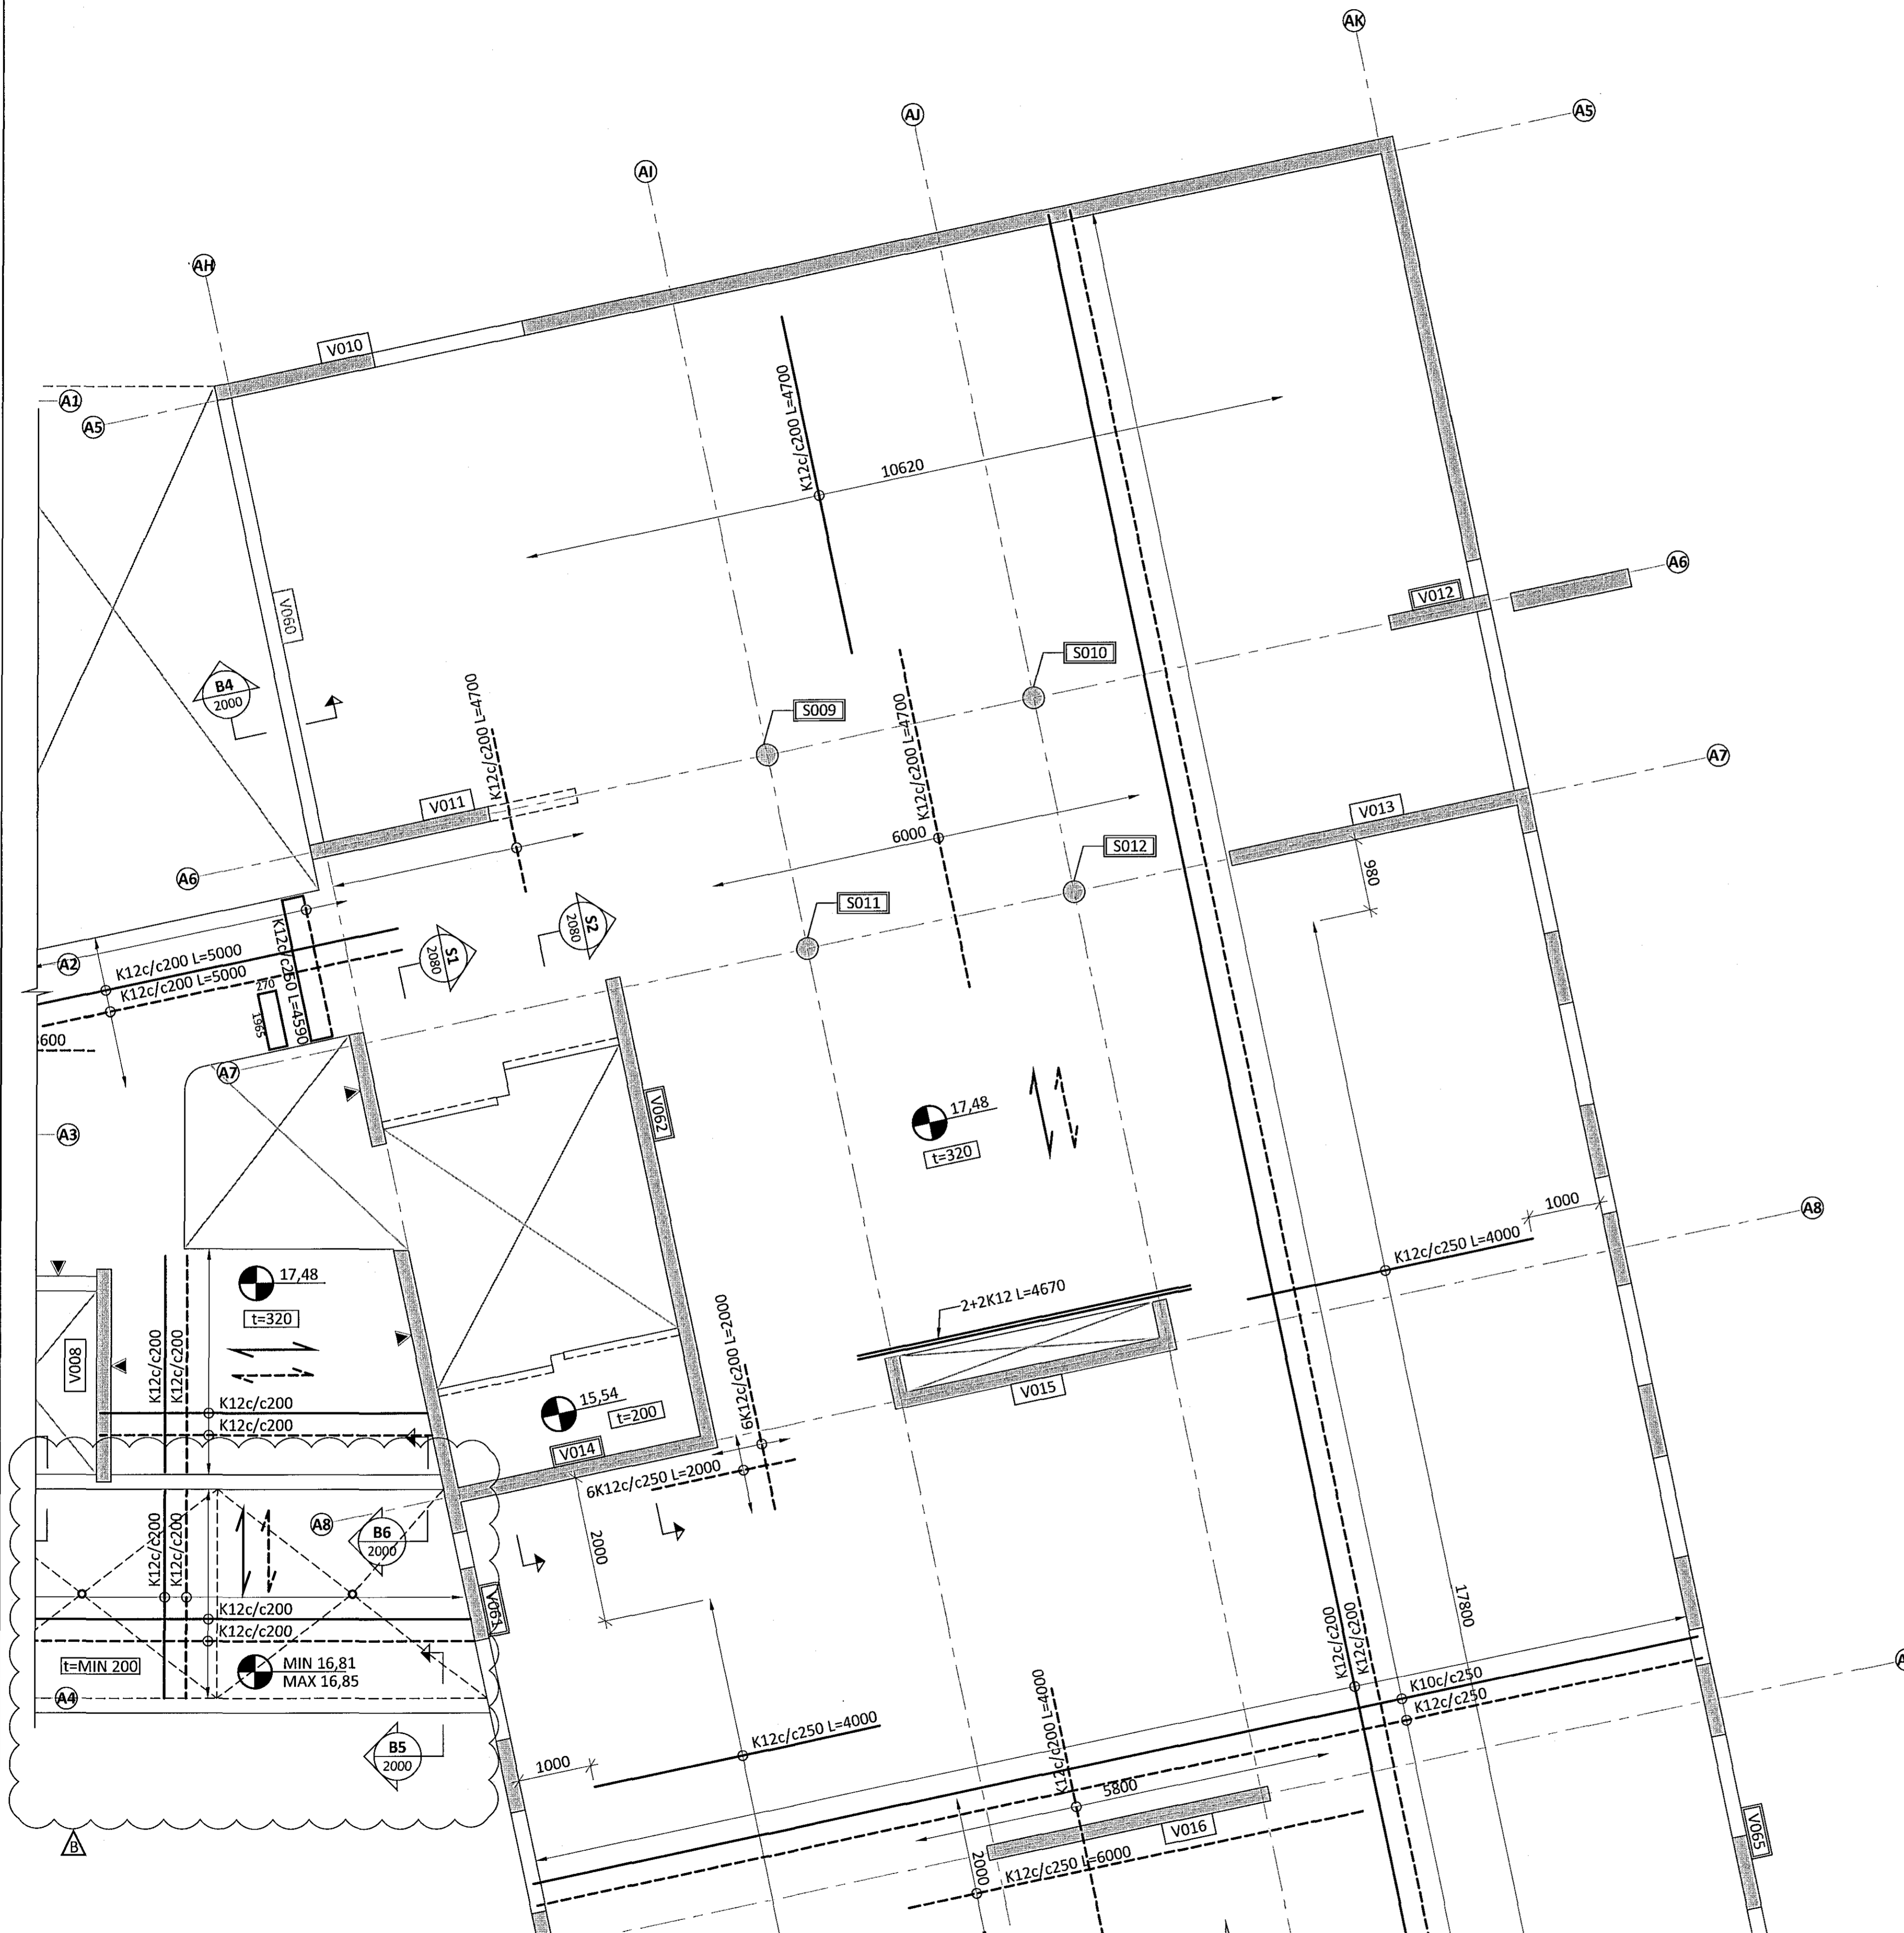 AK
A5
AJ
AI
AH
V010
A1
A5
K12c/c200 L=4700
10620
V060
A6
V012
B4
2000
K12c/c200 L=4700
S010
S009
K12c/c200 L=4700
A7
V011
V013
6000
S012
980
A6
S011
S2
2080
S1
2080
K12c/c250 L=4590
K12c/c200 L=5000
K12c/c200 L=5000
A2
270
1965
A7
V062
17,48
t=320
A3
1000
A8
K12c/c250 L=4000
17,48
t=320
2+2K12 L=4670
V008
K12c/c200
K12c/c200
6K12c/c200 L=2000
V015
15,54
t=200
K12c/c200
K12c/c200
V014
6K12c/c250 L=2000
A8
B6
2000
2000
K12c/c200
K12c/c200
V061
17800
K12c/c200
K12c/c200
t=MIN 200
MIN 16,81
MAX 16,85
A4
K12c/c200
K12c/c200
K10c/c250
K12c/c250
B5
2000
1000
K12c/c250 L=4000
K12c/c200 L=4000
5800
V016
V065
B
2000
K12c/c250 L=6000